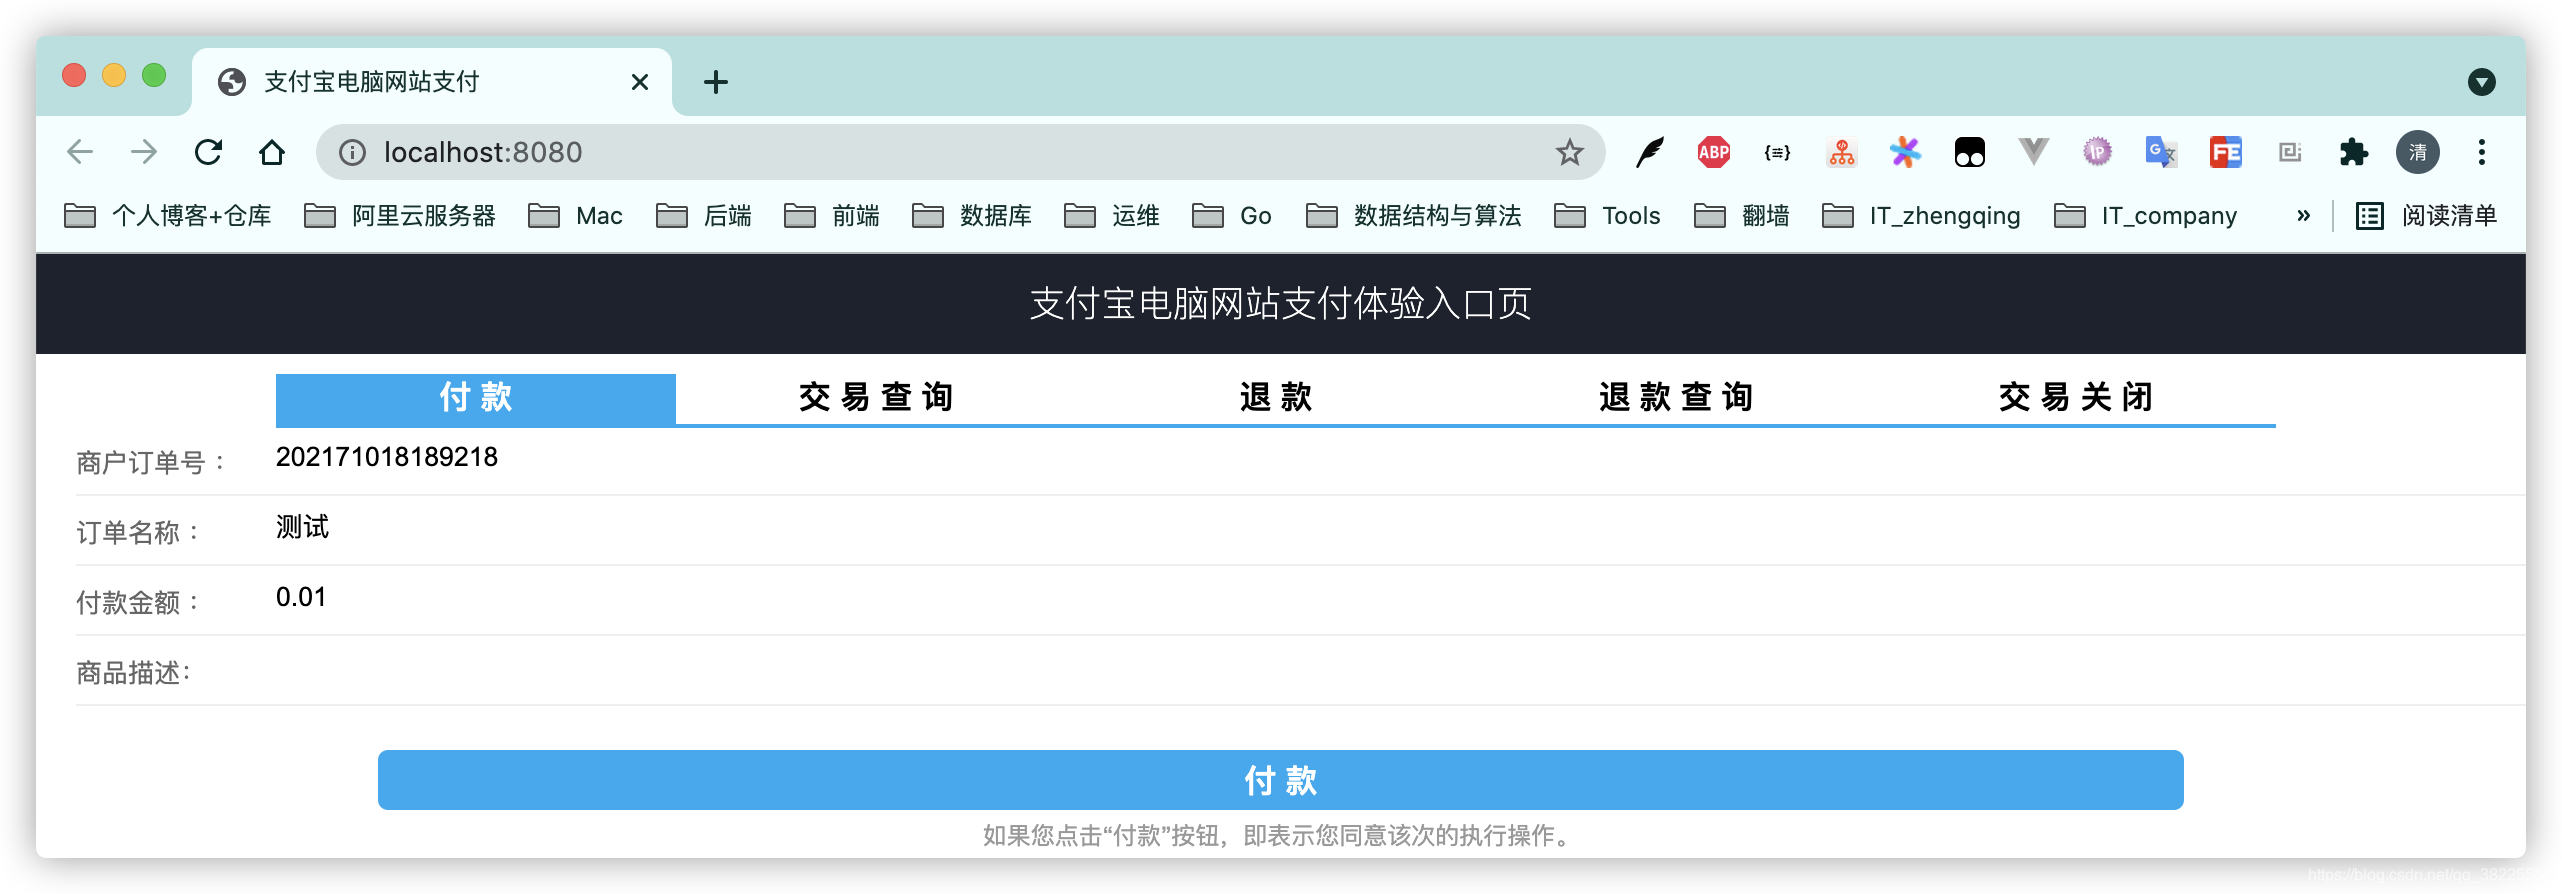 支付宝电脑网站支付
localhost:8080
ABP {≡} IP G 文 FE 清
个人博客+仓库 阿里云服务器 Mac 后端 前端 数据库 运维 Go 数据结构与算法 Tools 翻墙 IT_zhengqing IT_company » 阅读清单
支付宝电脑网站支付体验入口页
付 款 交 易 查 询 退 款 退 款 查 询 交 易 关 闭
商户订单号 : 202171018189218
订单名称 : 测试
付款金额 : 0.01
商品描述:
付 款
如果您点击“付款”按钮，即表示您同意该次的执行操作。